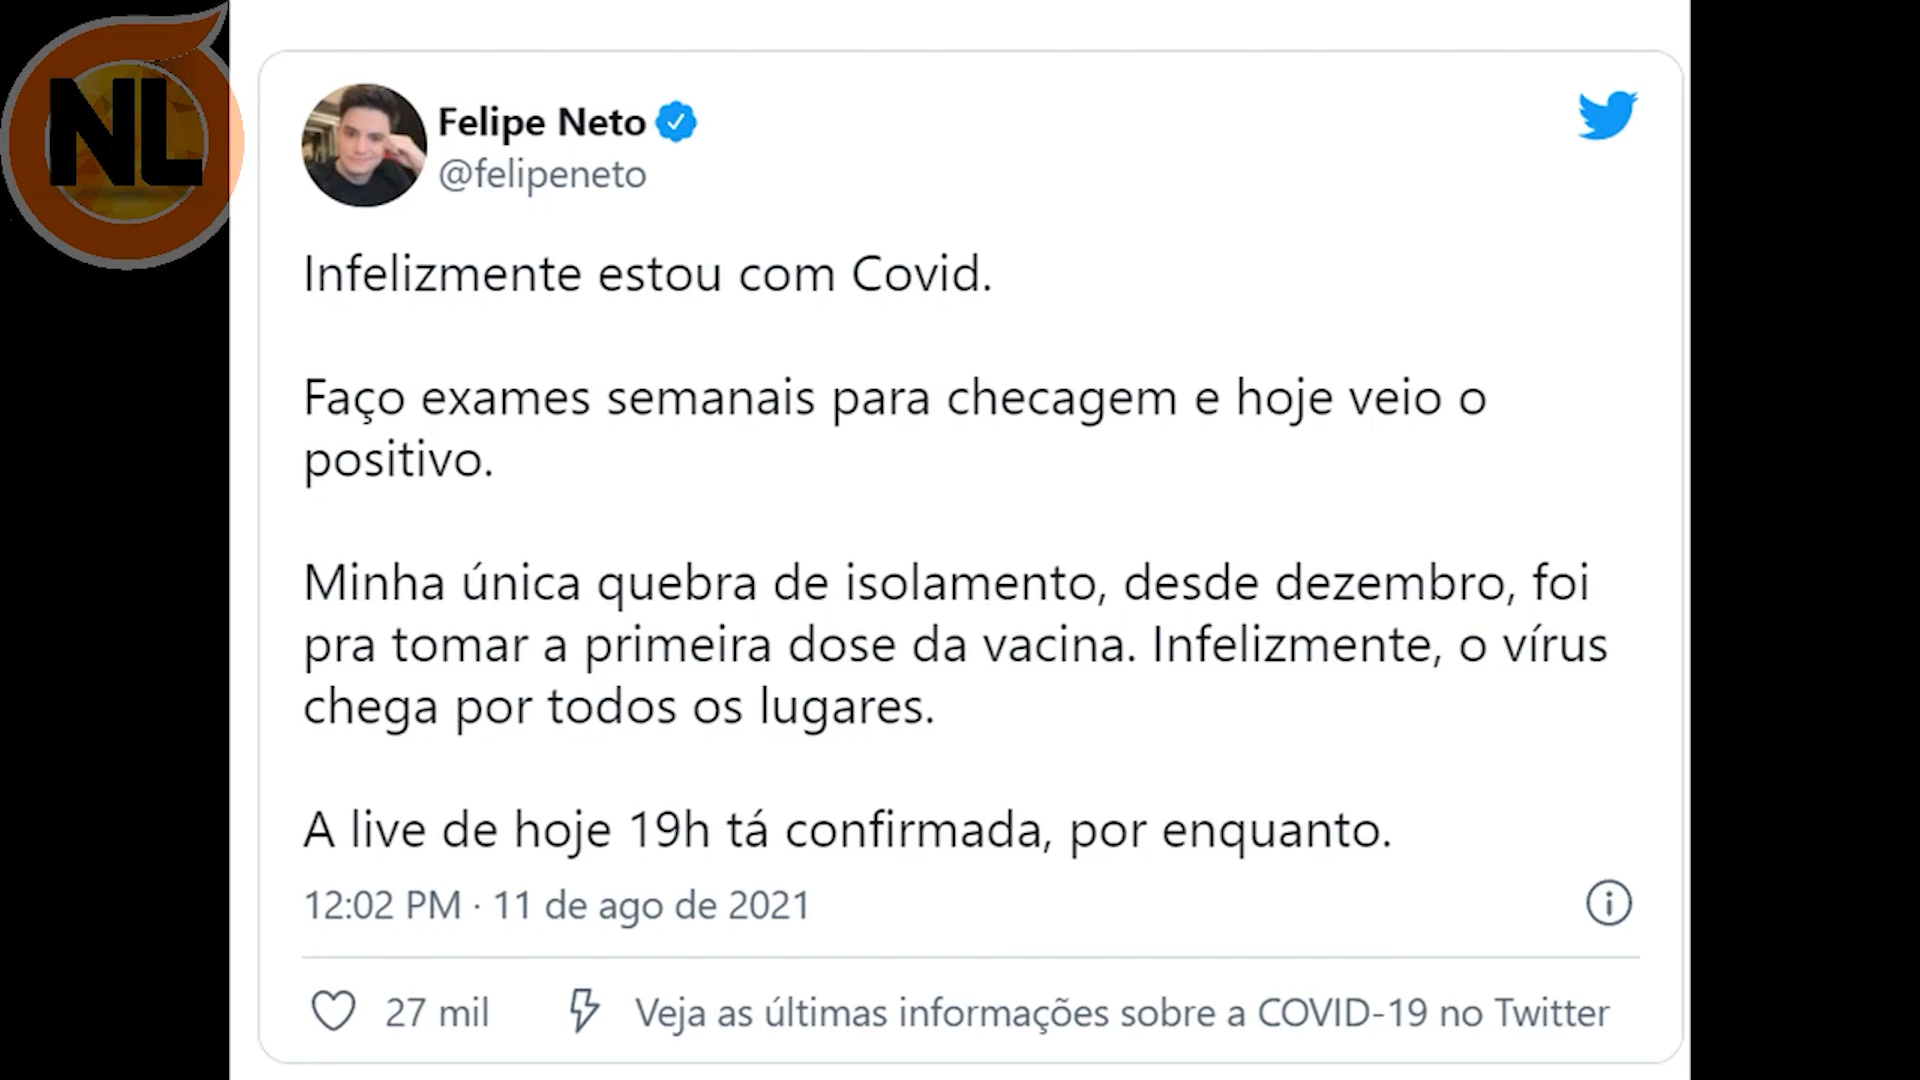 NL
Felipe Neto
@felipeneto
Infelizmente estou com Covid.
Faço exames semanais para checagem e hoje veio o
positivo.
Minha única quebra de isolamento, desde dezembro, foi
pra tomar a primeira dose da vacina. Infelizmente, o vírus
chega por todos os lugares.
A live de hoje 19h tá confirmada, por enquanto.
12:02 PM · 11 de ago de 2021
27 mil Veja as últimas informações sobre a COVID-19 no Twitter